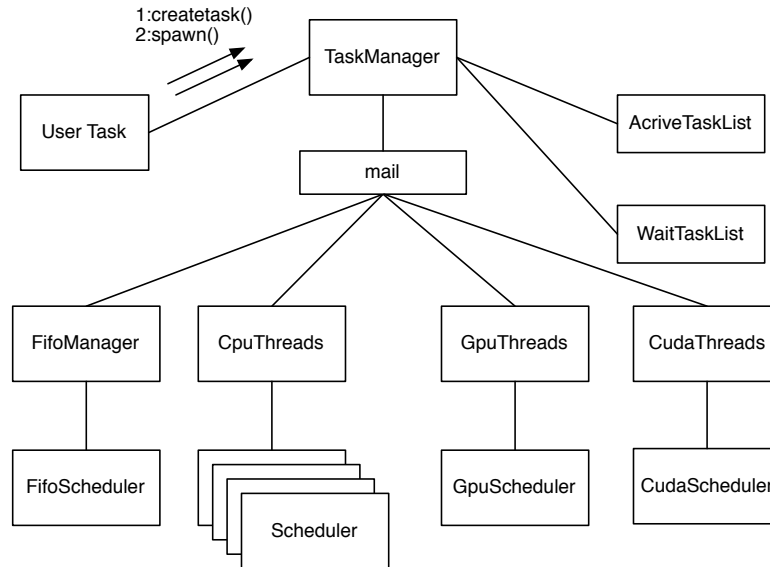 1:createtask()
2:spawn()
TaskManager
User Task
AcriveTaskList
mail
WaitTaskList
FifoManager
CpuThreads
GpuThreads
CudaThreads
FifoScheduler
GpuScheduler
CudaScheduler
Scheduler